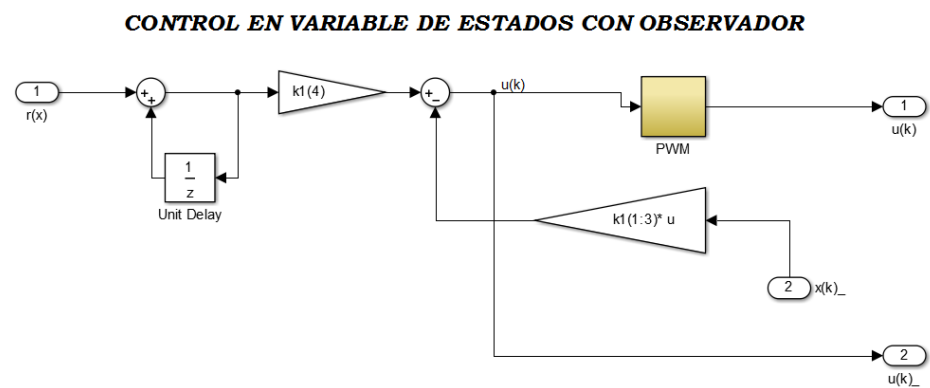 CONTROL EN VARIABLE DE ESTADOS CON OBSERVADOR
1
r(x)
+
+
1
z
Unit Delay
k1(4)
+
−
u(k)
PWM
1
u(k)
k1(1:3)* u
2
x(k)_
2
u(k)_